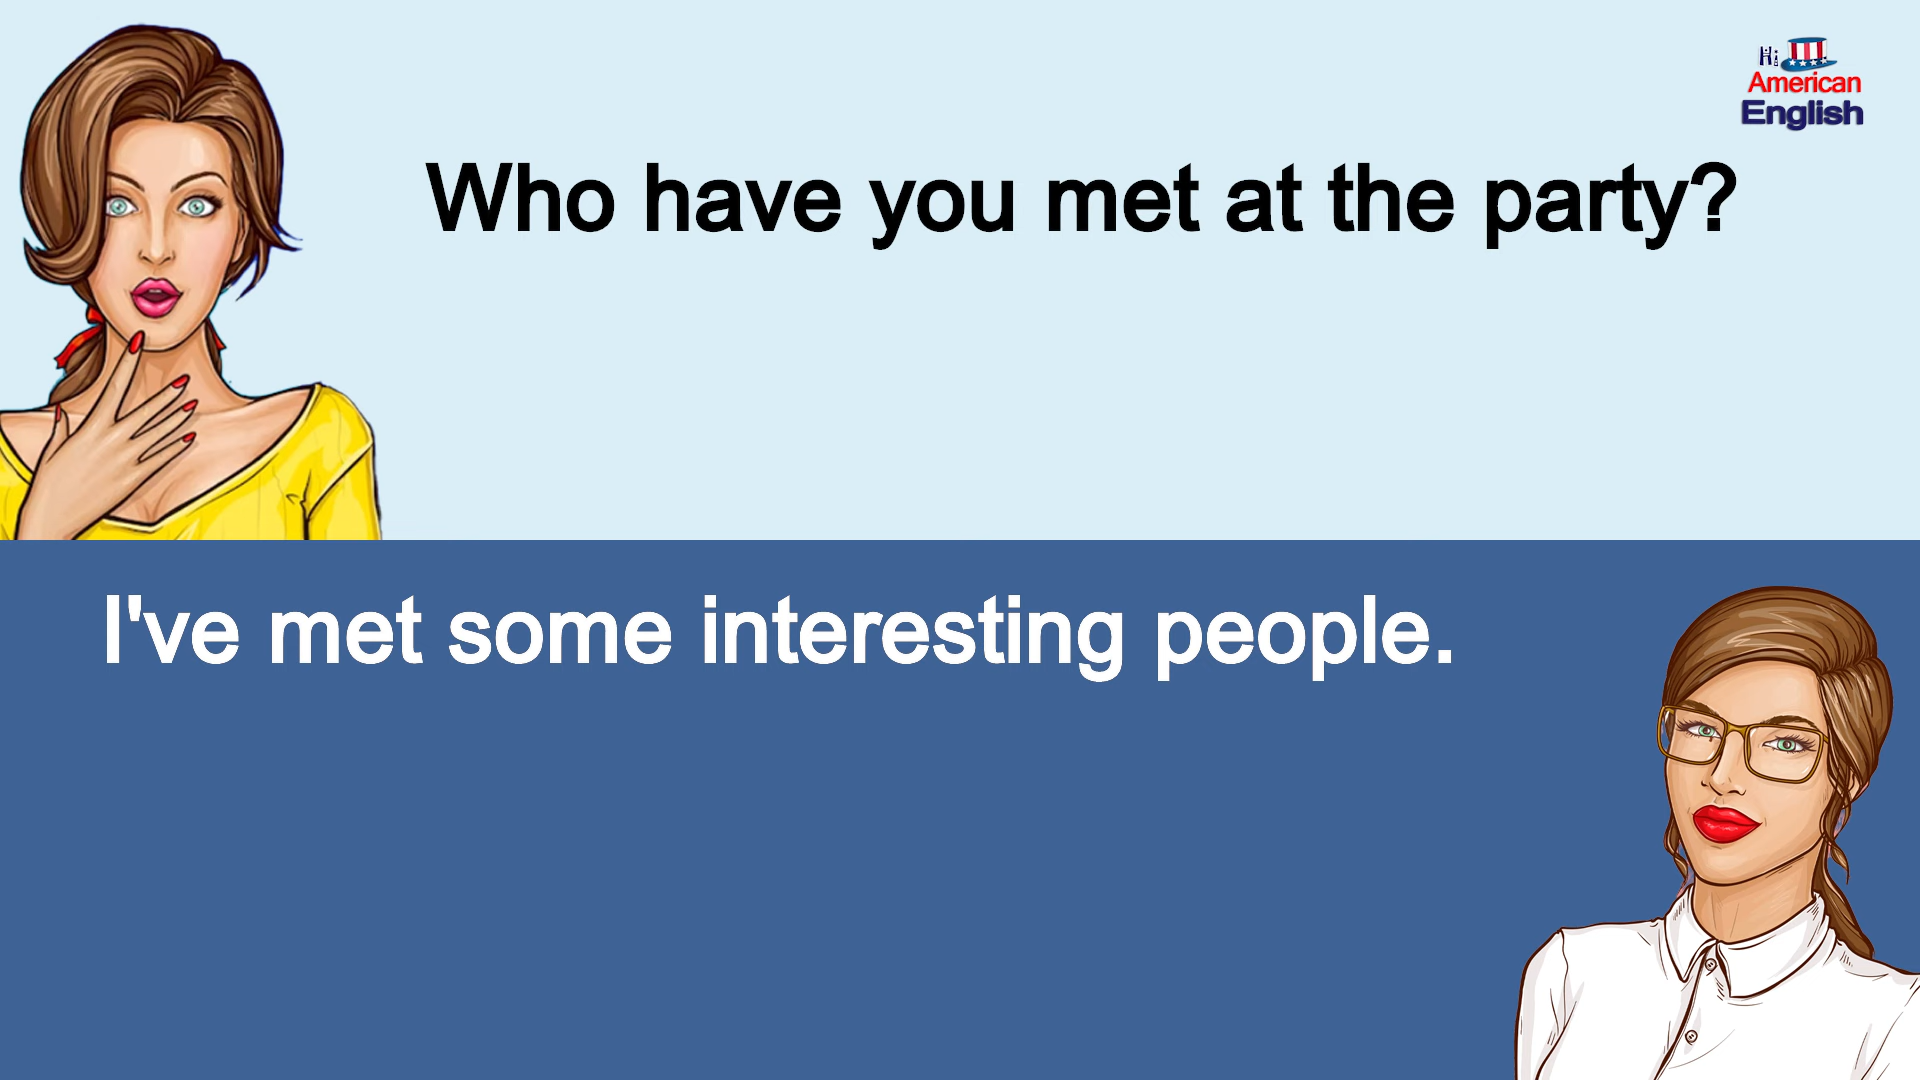 Hi
American
English
Who have you met at the party?
I've met some interesting people.